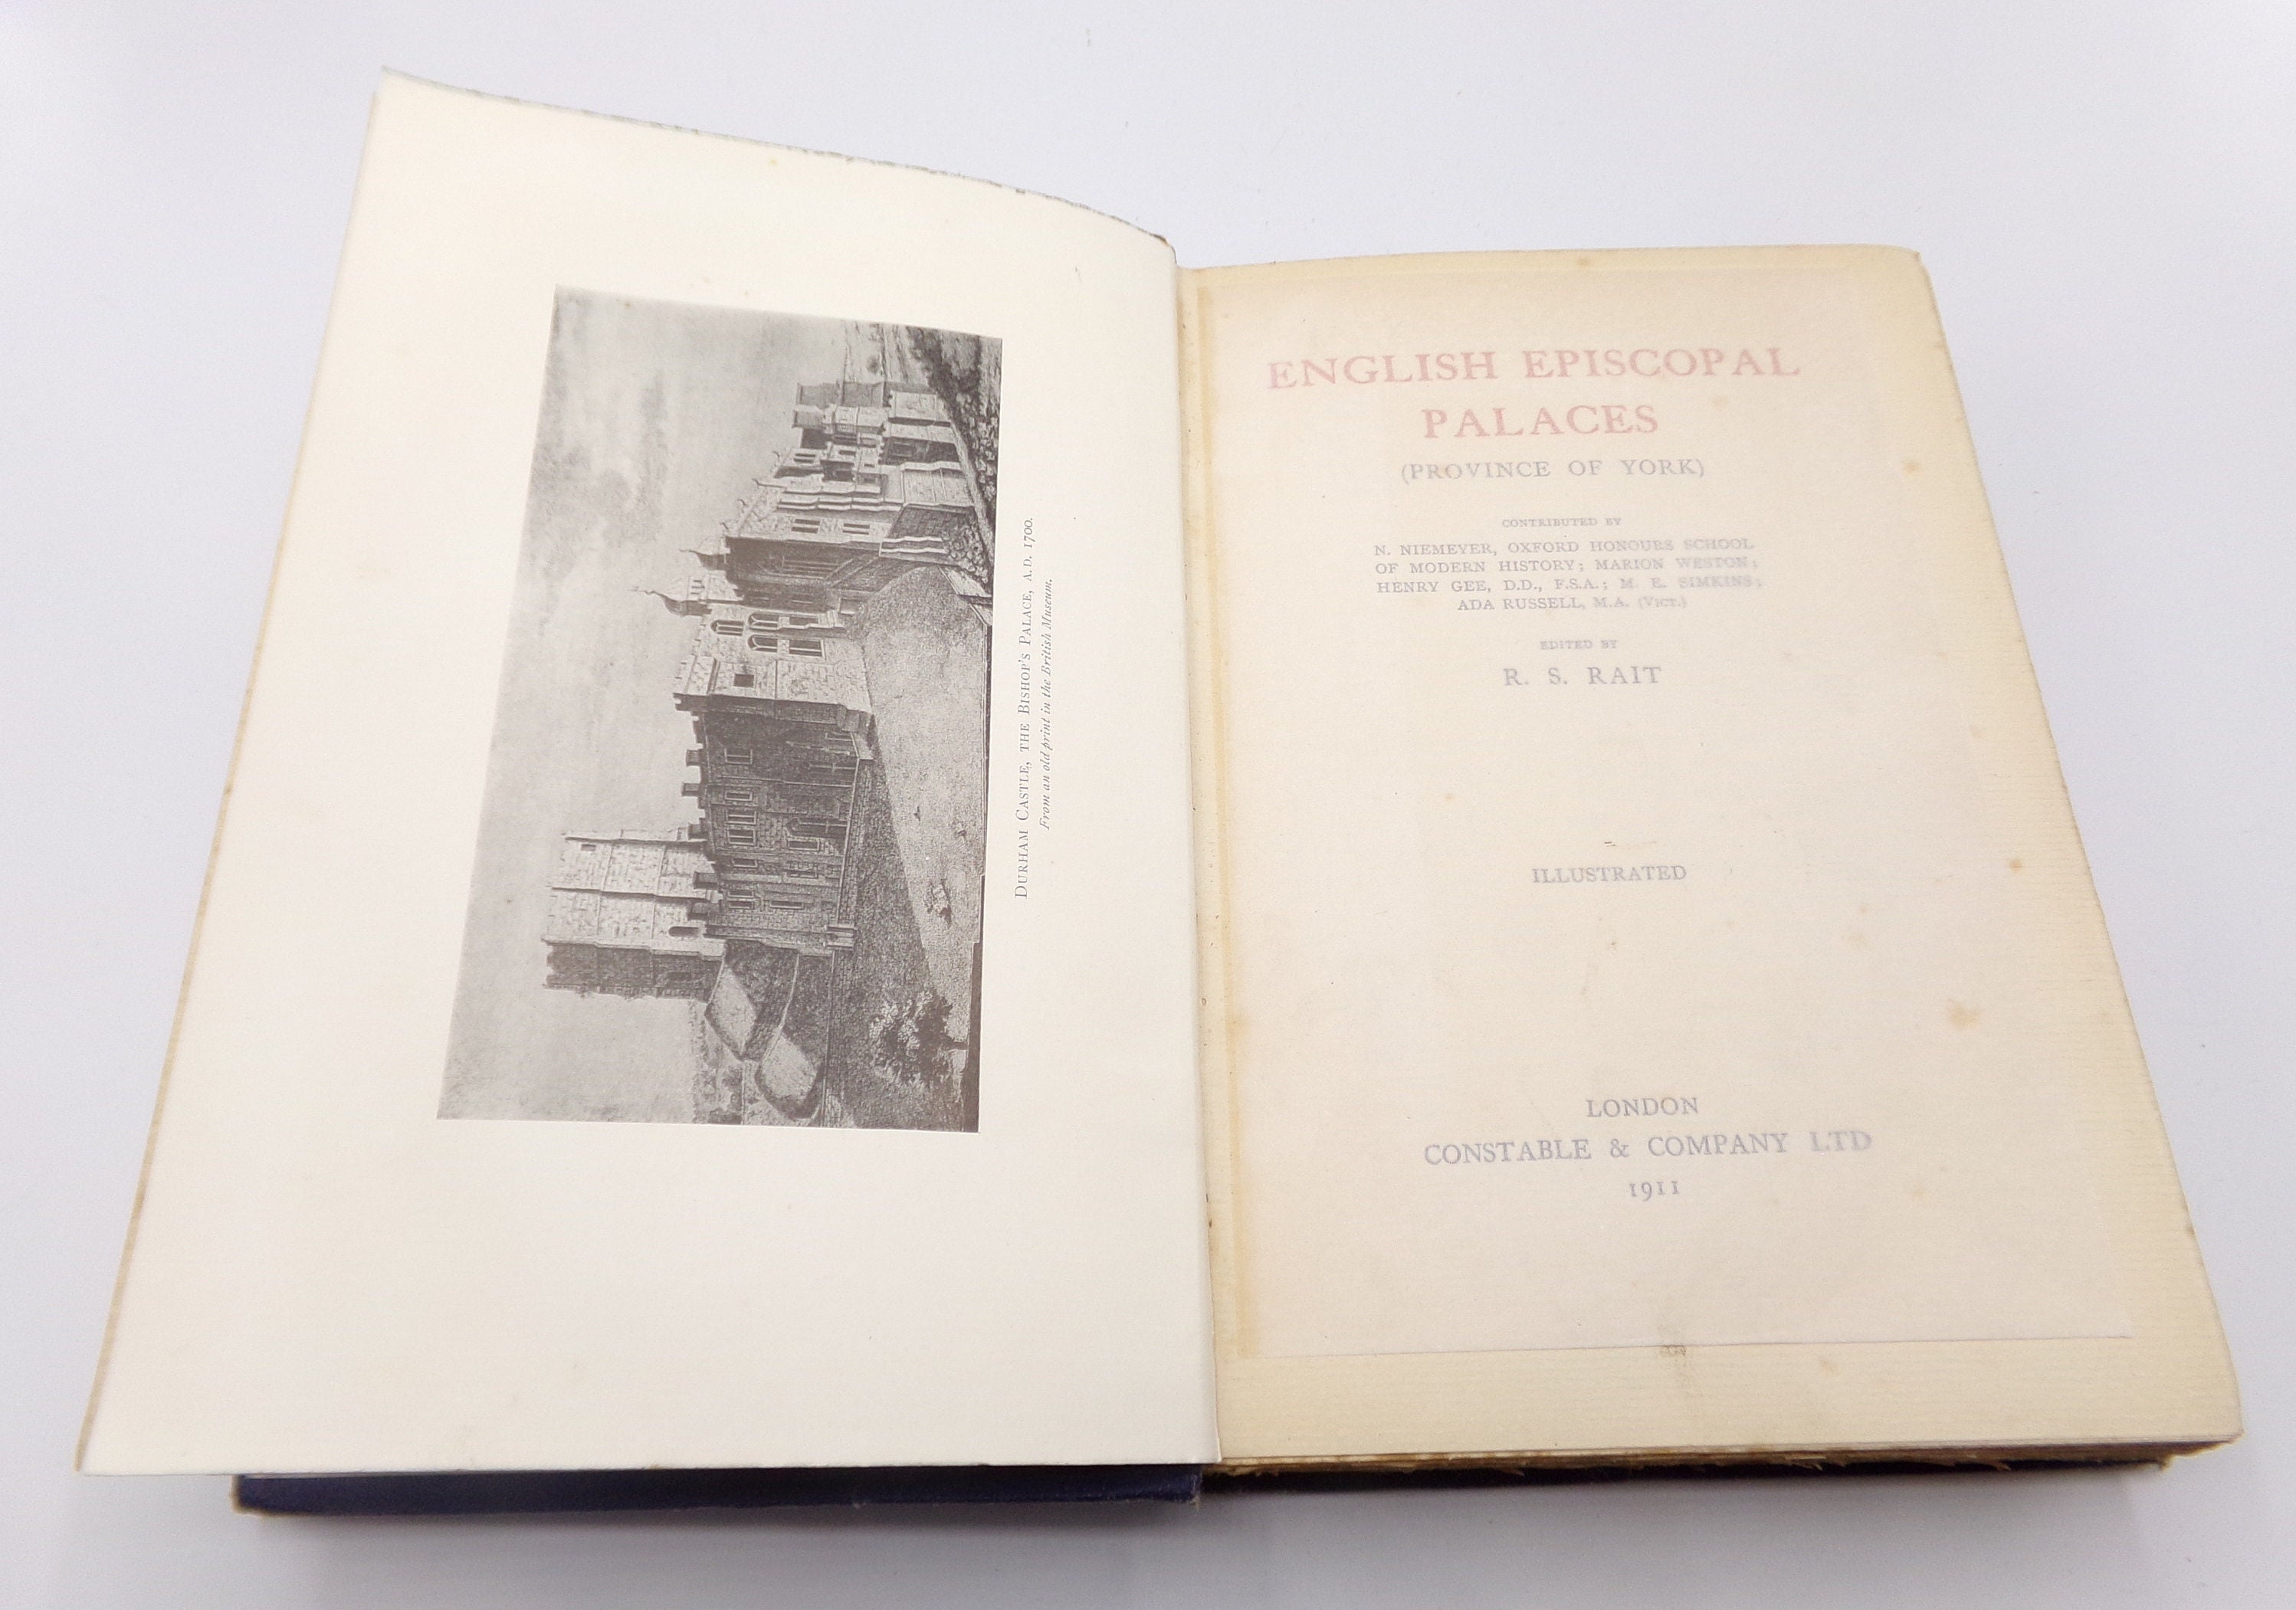 DURHAM CASTLE, THE BISHOP'S PALACE, A.D. 1700.
From an old print in the British Museum.
ENGLISH EPISCOPAL
PALACES
(PROVINCE OF YORK)
CONTRIBUTED BY
N. NIEMEYER, OXFORD HONOURS SCHOOL
OF MODERN HISTORY; MARION WESTON;
HENRY GEE, D.D., F.S.A.; M. E. SIMKINS;
ADA RUSSELL, M.A. (VICT.)
EDITED BY
R. S. RAIT
ILLUSTRATED
LONDON
CONSTABLE & COMPANY LTD
1911